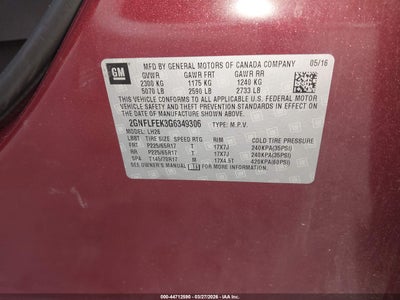 GM
MFD BY GENERAL MOTORS OF CANADA COMPANY 05/16
GVWR GAWR FRT GAWR RR
2300 KG 1175 KG 1240 KG
5070 LB 2590 LB 2733 LB
THIS VEHICLE CONFORMS TO ALL APPLICABLE U.S. FEDERAL MOTOR
VEHICLE SAFETY AND THEFT PREVENTION STANDARDS IN
EFFECT ON THE DATE OF MANUFACTURE SHOWN ABOVE.
2GNFLFEK3G6349306 TYPE: M.P.V.
MODEL: LH26
TIRE SIZE SPEED RTG RIM COLD TIRE PRESSURE
FRT P225/65R17 T 17X7J 240KPA(35PSI)
RR P225/65R17 T 17X7J 240KPA(35PSI)
SPA T145/70R17 M 17X4.5T 420KPA(60PSI)
SEE OWNER'S MANUAL
IAA 000-44712590 - 03/27/2026 - IAAI.COM